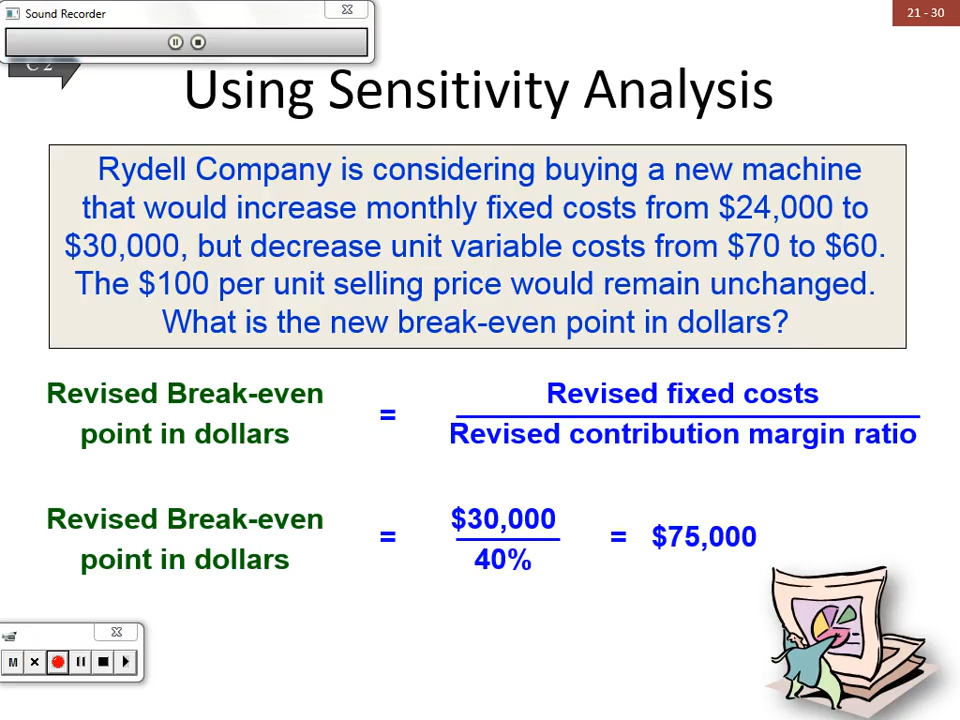 Sound Recorder
21 - 30
C 2
Using Sensitivity Analysis
Rydell Company is considering buying a new machine
that would increase monthly fixed costs from $24,000 to
$30,000, but decrease unit variable costs from $70 to $60.
The $100 per unit selling price would remain unchanged.
What is the new break-even point in dollars?
Revised Break-even
point in dollars
=
Revised fixed costs
Revised contribution margin ratio
Revised Break-even
point in dollars
=
$30,000
40%
= $75,000
M